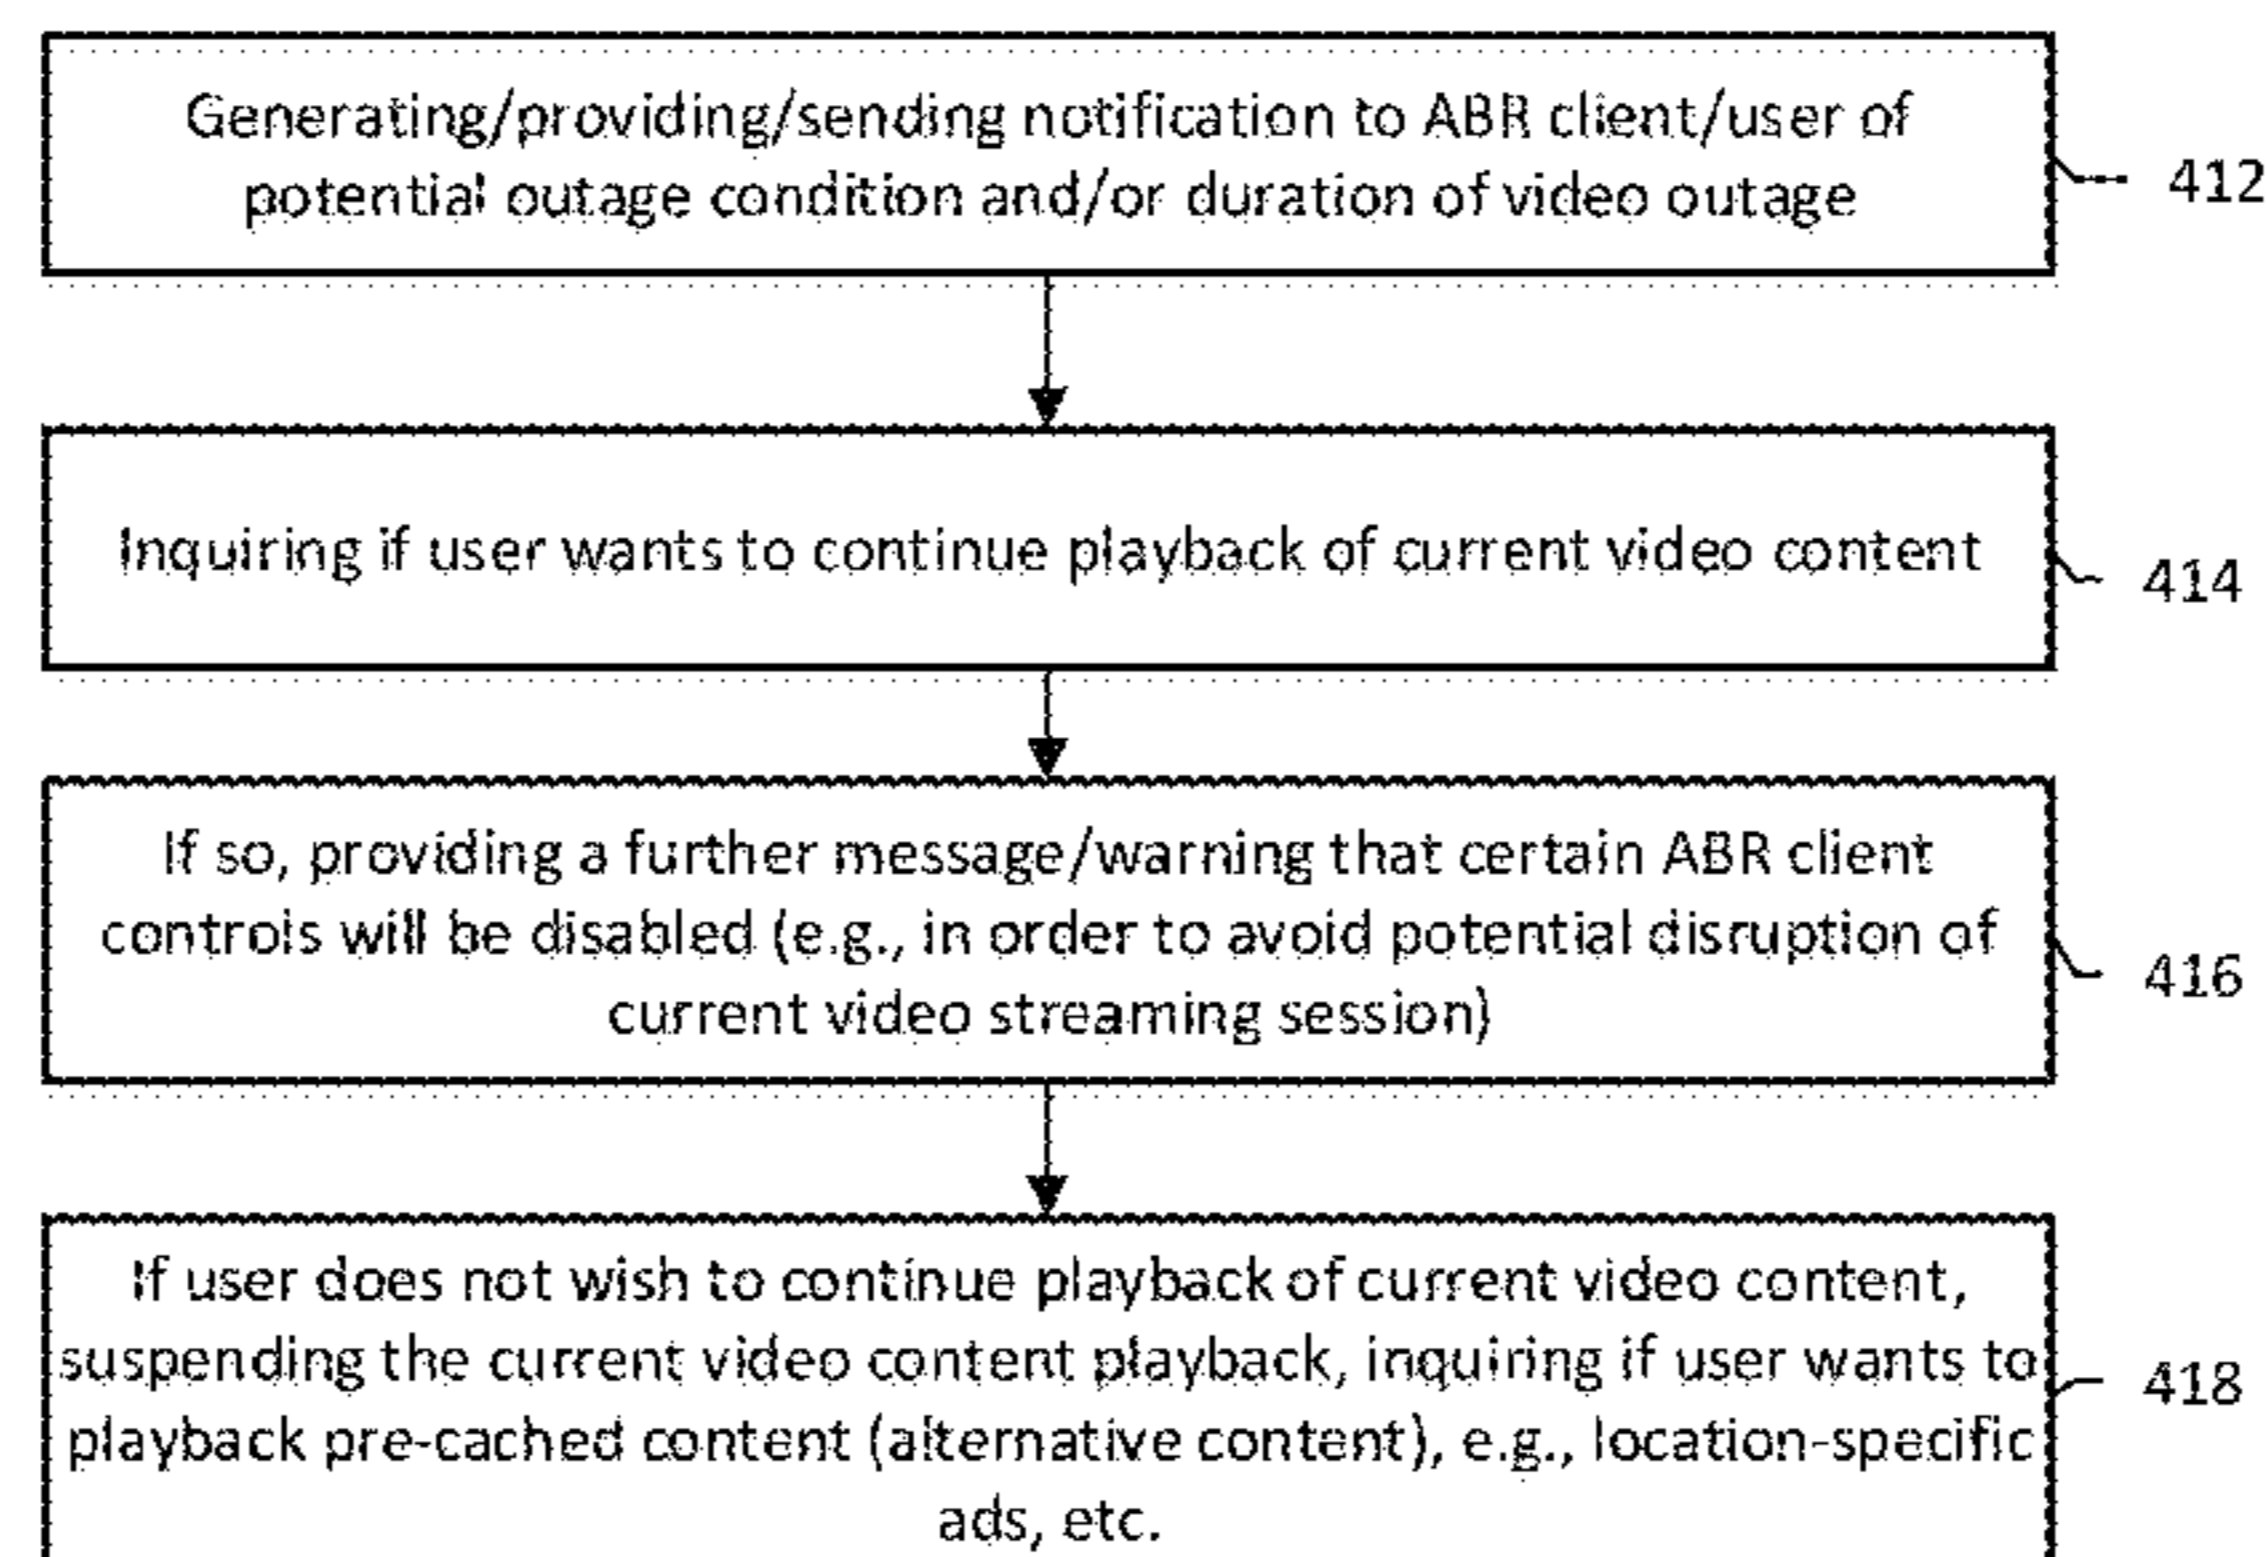 Generating/providing/sending notification to ABR client/user of
potential outage condition and/or duration of video outage
412
Inquiring if user wants to continue playback of current video content
414
If so, providing a further message/warning that certain ABR client
controls will be disabled (e.g., in order to avoid potential disruption of
current video streaming session)
416
If user does not wish to continue playback of current video content,
suspending the current video content playback, inquiring if user wants to
playback pre-cached content (alternative content), e.g., location-specific
ads, etc.
418